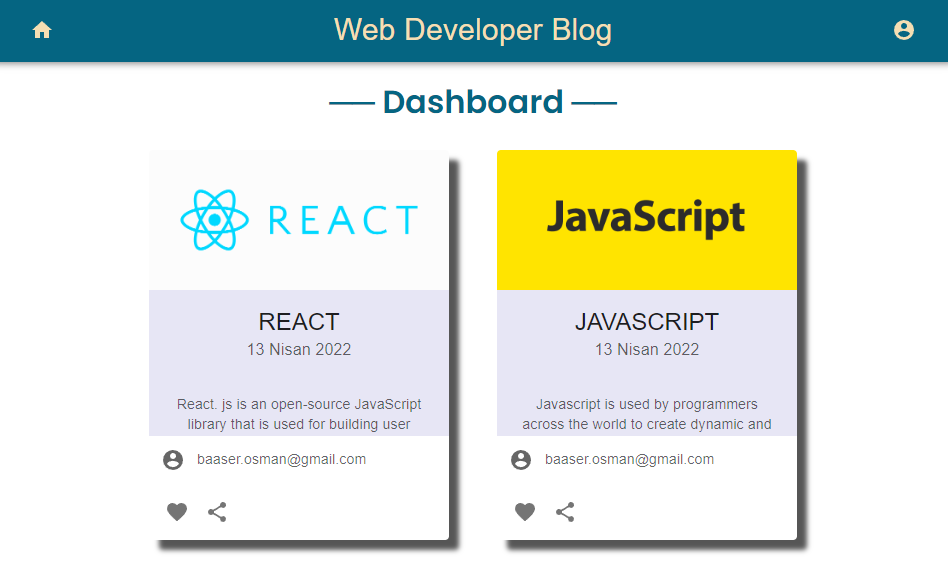 Web Developer Blog
Dashboard
REACT
REACT
13 Nisan 2022
React. js is an open-source JavaScript
library that is used for building user
baaser.osman@gmail.com
JavaScript
JAVASCRIPT
13 Nisan 2022
Javascript is used by programmers
across the world to create dynamic and
baaser.osman@gmail.com